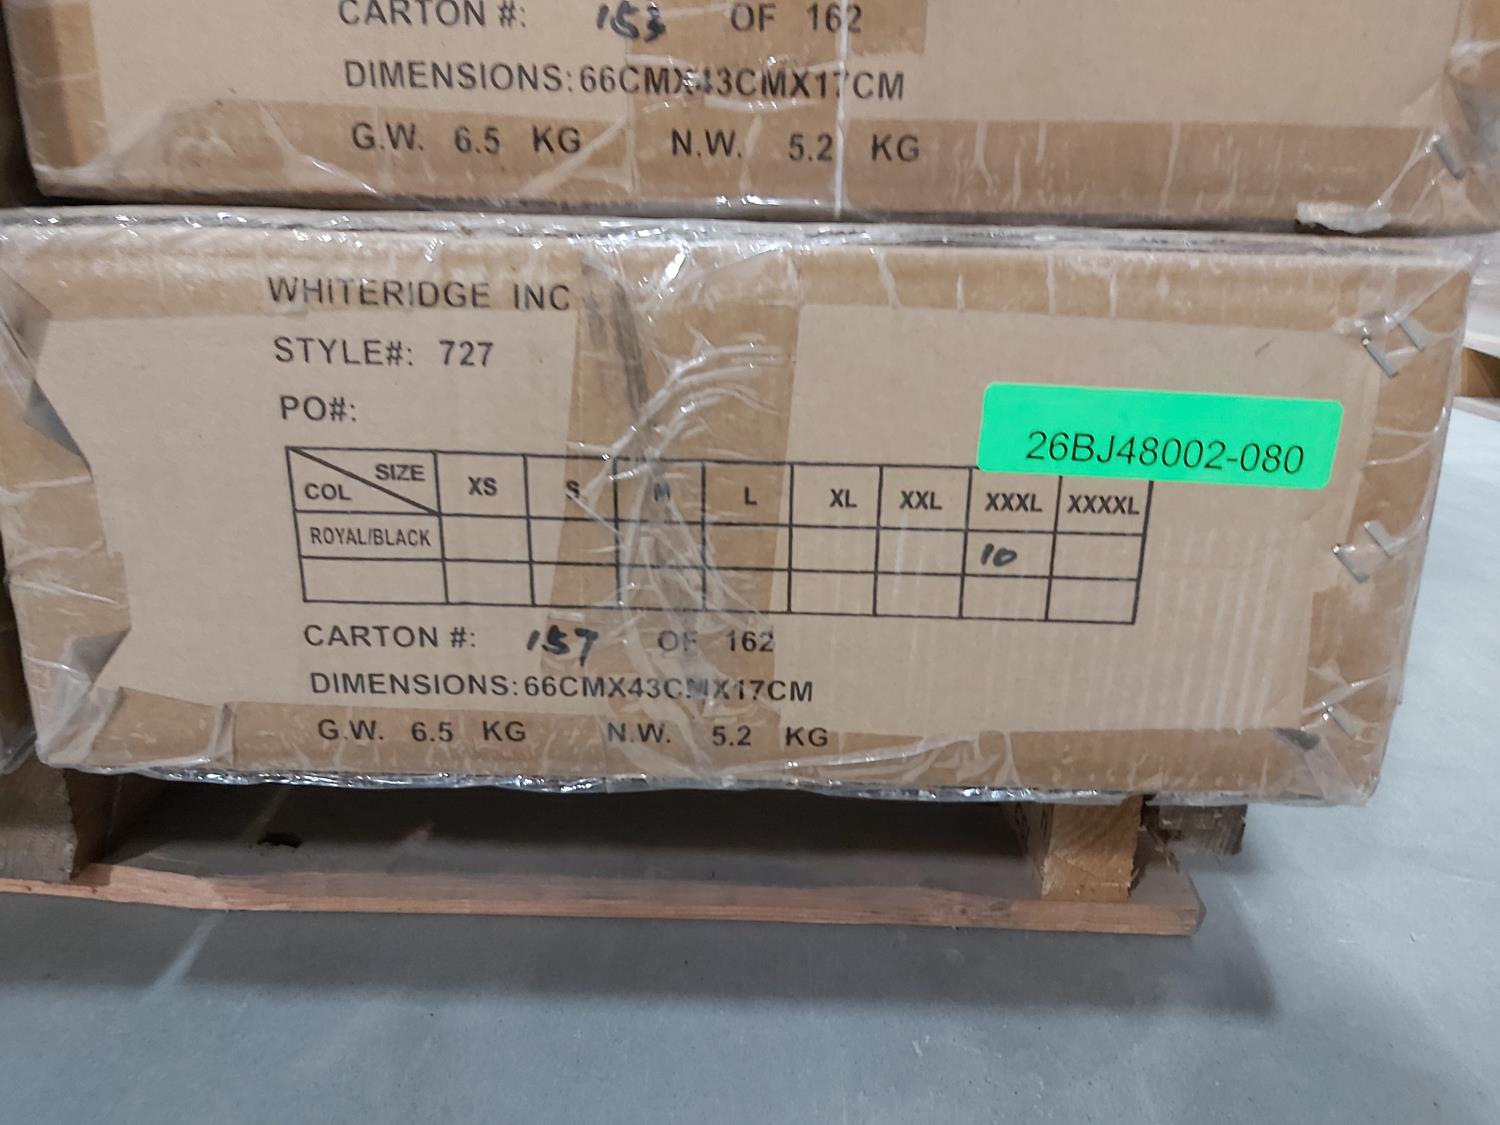 CARTON #: 153 OF 162
DIMENSIONS:66CMX43CMX17CM
G.W. 6.5 KG N.W. 5.2 KG
WHITERIDGE INC
STYLE#: 727
PO#:
26BJ48002-080
SIZE
COL
XS S M L XL XXL XXXL XXXXL
ROYAL/BLACK 10
CARTON #: 157 OF 162
DIMENSIONS:66CMX43CMX17CM
G.W. 6.5 KG N.W. 5.2 KG